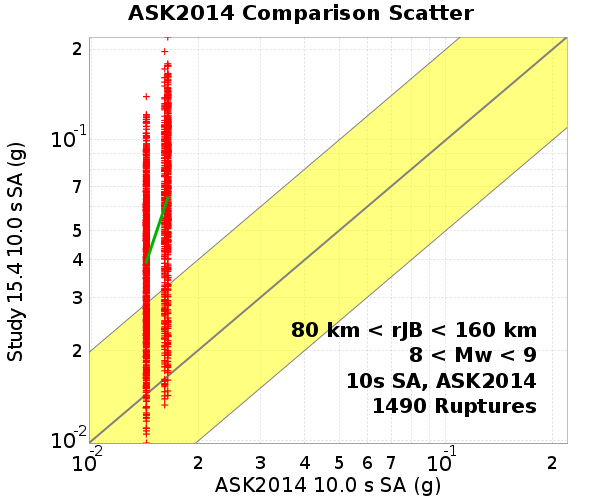 ASK2014 Comparison Scatter
Study 15.4 10.0 s SA (g)
2
10-1
7
5
4
3
2
10-2
80 km < rJB < 160 km
8 < Mw < 9
10s SA, ASK2014
1490 Ruptures
10-2 2 3 4 5 6 7 10-1 2
ASK2014 10.0 s SA (g)